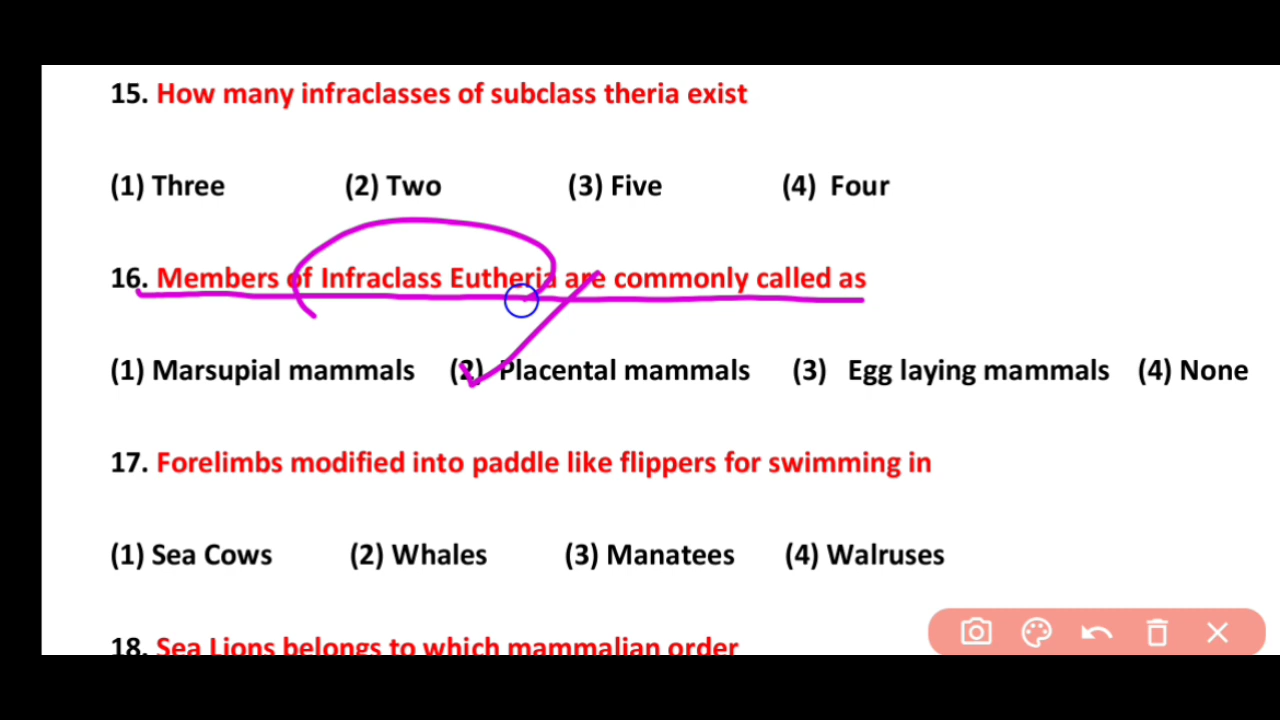 15. How many infraclasses of subclass theria exist
(1) Three (2) Two (3) Five (4) Four
16. Members of Infraclass Eutheria are commonly called as
(1) Marsupial mammals (2) Placental mammals (3) Egg laying mammals (4) None
17. Forelimbs modified into paddle like flippers for swimming in
(1) Sea Cows (2) Whales (3) Manatees (4) Walruses
18. Sea Lions belongs to which mammalian order